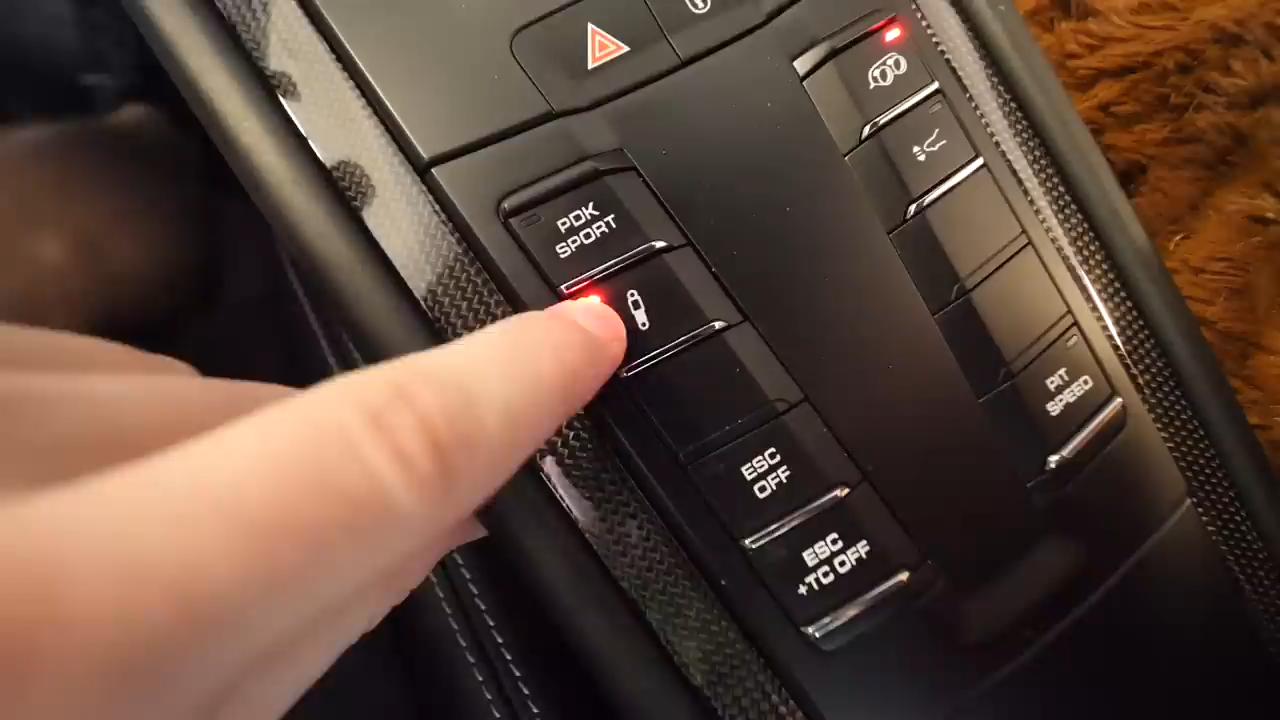 PDK
SPORT
ESC
OFF
ESC
+TC OFF
PIT
SPEED